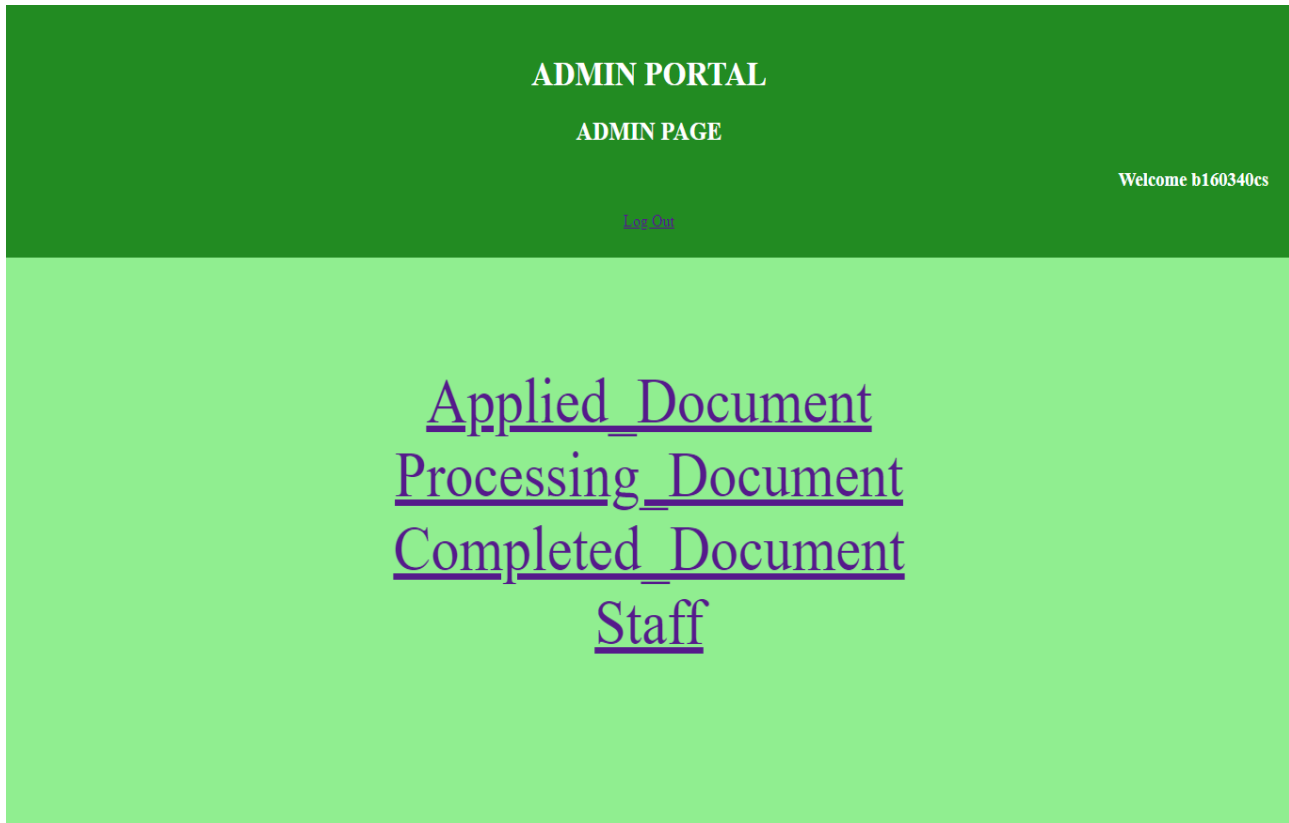 ADMIN PORTAL
ADMIN PAGE
Welcome b160340cs
Log Out
Applied_Document
Processing_Document
Completed_Document
Staff